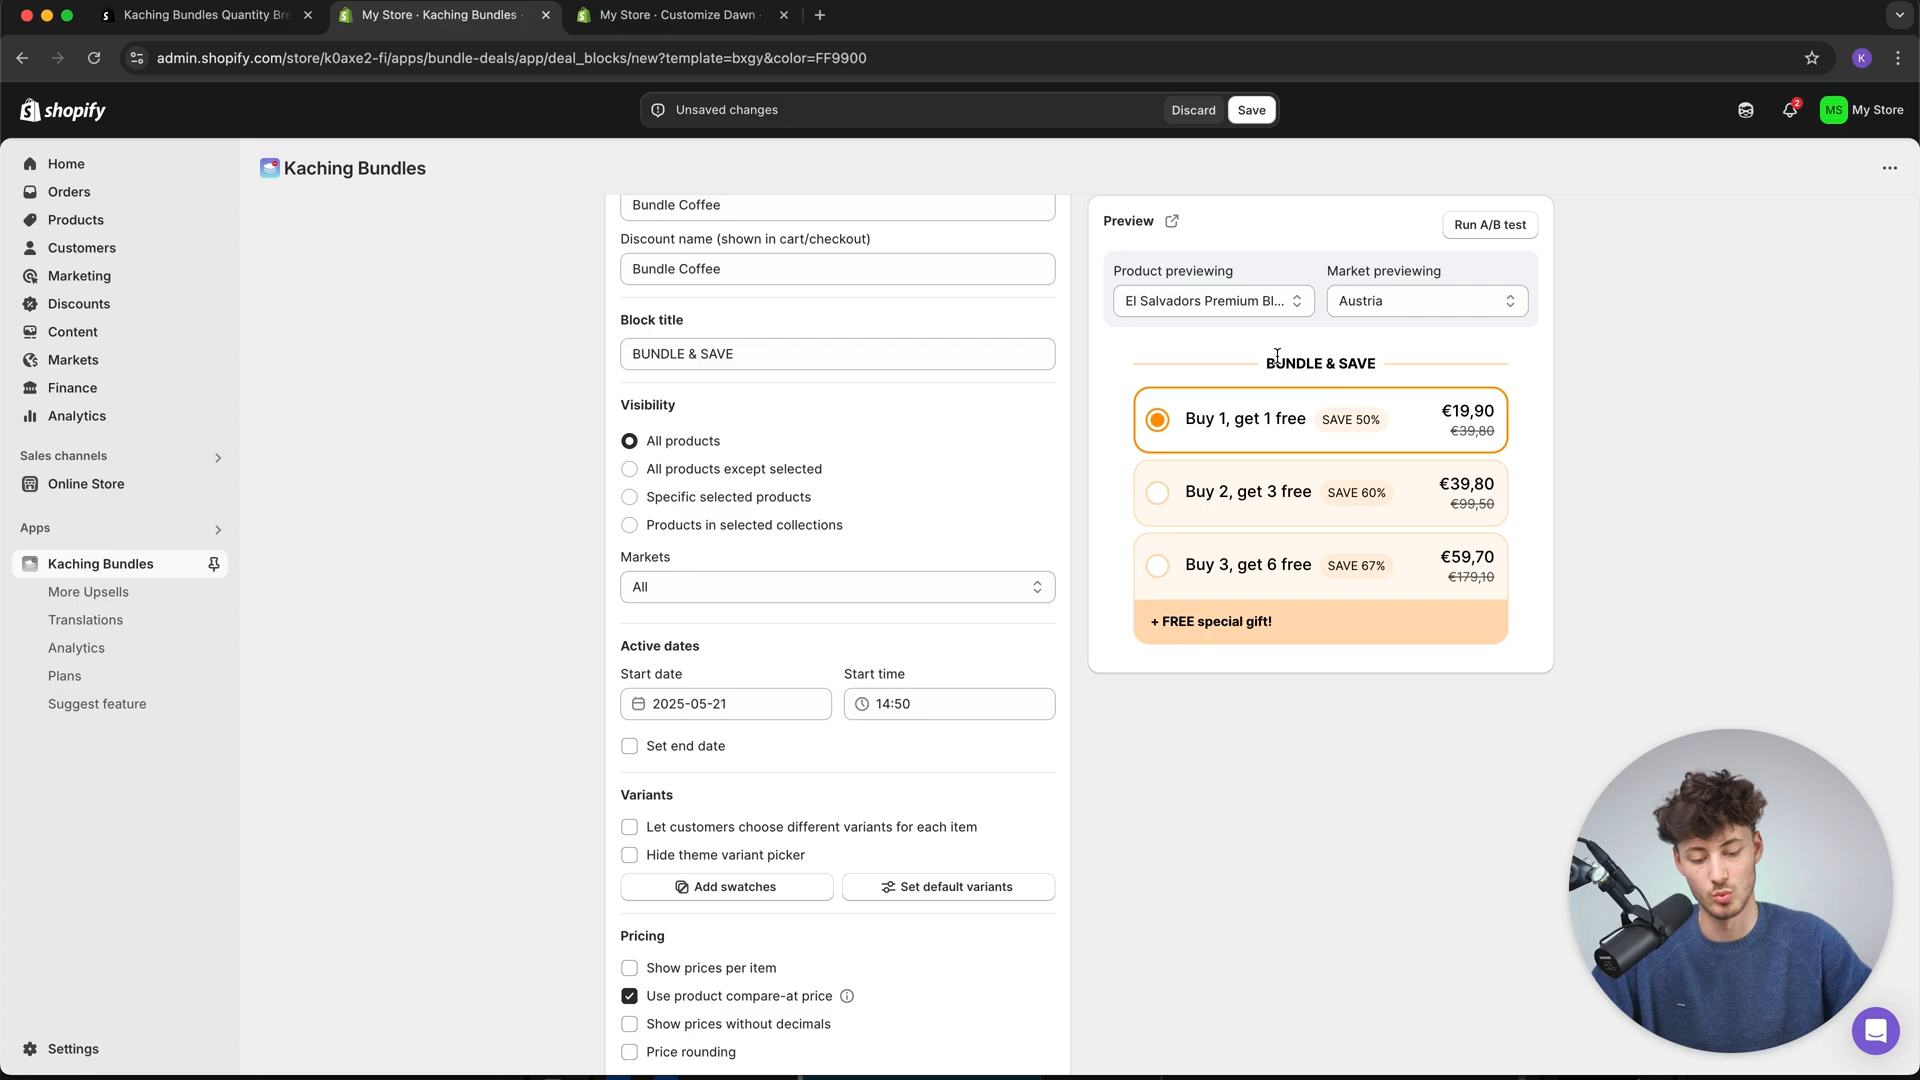 Kaching Bundles Quantity Bre
My Store · Kaching Bundles ·
My Store · Customize Dawn ·
admin.shopify.com/store/k0axe2-fi/apps/bundle-deals/app/deal_blocks/new?template=bxgy&color=FF9900
K
shopify
Unsaved changes
Discard
Save
2
MS
My Store
Home
Orders
Products
Customers
Marketing
Discounts
Content
Markets
Finance
Analytics
Sales channels
Online Store
Apps
Kaching Bundles
More Upsells
Translations
Analytics
Plans
Suggest feature
Settings
Kaching Bundles
Bundle Coffee
Discount name (shown in cart/checkout)
Bundle Coffee
Block title
BUNDLE & SAVE
Visibility
All products
All products except selected
Specific selected products
Products in selected collections
Markets
All
Active dates
Start date
Start time
2025-05-21
14:50
Set end date
Variants
Let customers choose different variants for each item
Hide theme variant picker
Add swatches
Set default variants
Pricing
Show prices per item
Use product compare-at price
Show prices without decimals
Price rounding
Preview
Run A/B test
Product previewing
Market previewing
El Salvadors Premium Bl...
Austria
BUNDLE & SAVE
Buy 1, get 1 free
SAVE 50%
€19,90
€39,80
Buy 2, get 3 free
SAVE 60%
€39,80
€99,50
Buy 3, get 6 free
SAVE 67%
€59,70
€179,10
+ FREE special gift!